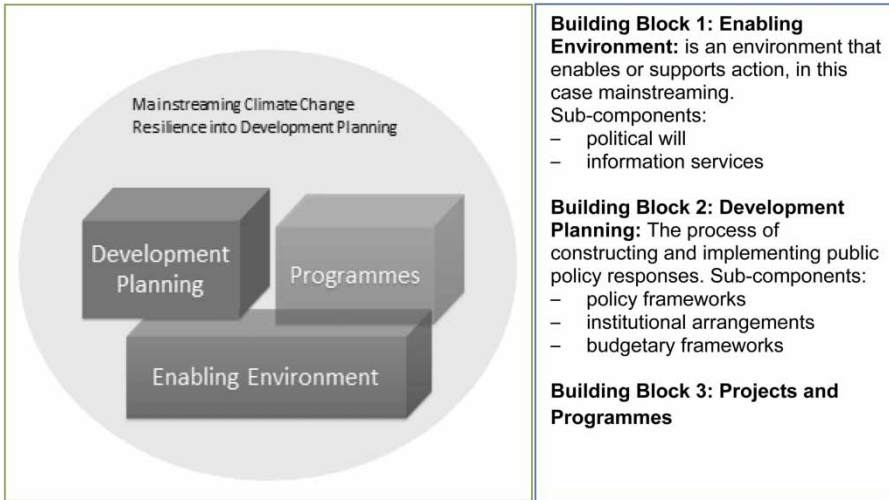 Mainstreaming Climate Change
Resilience into Development Planning
Development
Planning
Programmes
Enabling Environment
Building Block 1: Enabling
Environment: is an environment that
enables or supports action, in this
case mainstreaming.
Sub-components:
– political will
– information services
Building Block 2: Development
Planning: The process of
constructing and implementing public
policy responses. Sub-components:
– policy frameworks
– institutional arrangements
– budgetary frameworks
Building Block 3: Projects and
Programmes